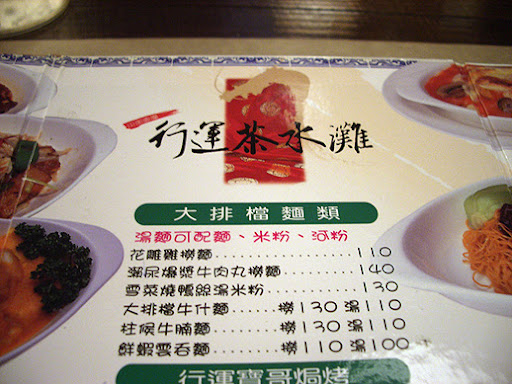 行運茶水灘
大排檔麵類
湯麵可配麵、米粉、河粉
花雕雞撈麵..................110
瀨尿爆漿牛肉丸撈麵..........140
雪菜燒鴨絲湯米粉............130
大排檔牛什麵........撈130 湯110
柱侯牛腩麵..........撈130 湯110
鮮蝦雲吞麵..........撈110 湯100
行運寶哥焗烤